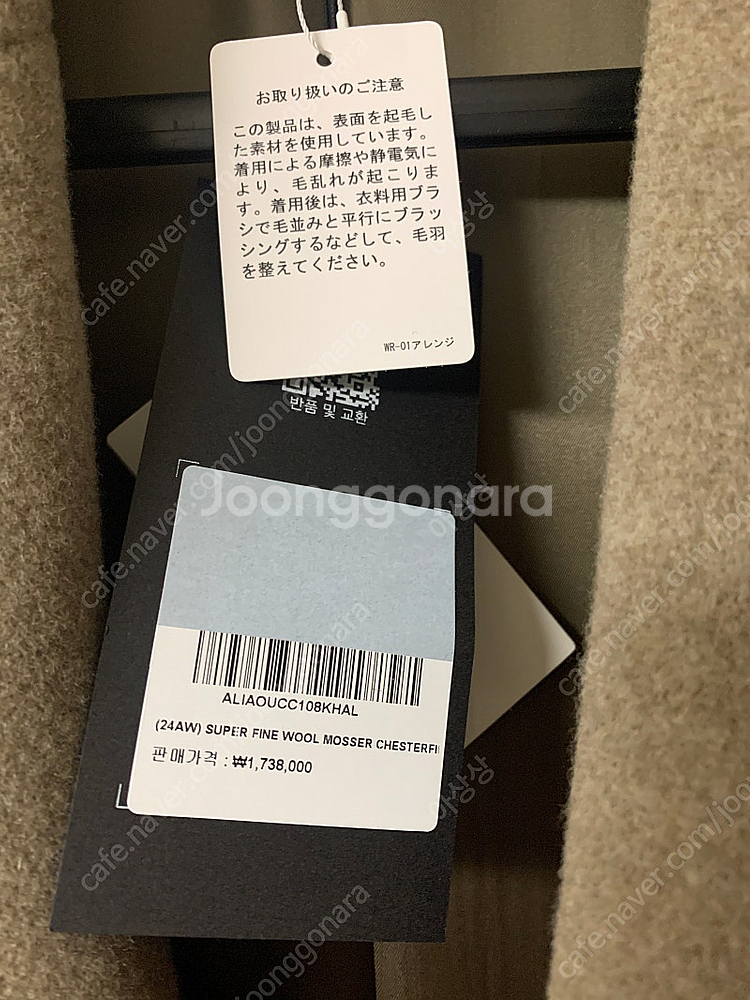 お取り扱いのご注意
この製品は、表面を起毛し
た素材を使用しています。
着用による摩擦や静電気に
より、毛乱れが起こりま
す。着用後は、衣料用ブラ
シで毛並みと平行にブラッ
シングするなどして、毛羽
を整えてください。
WR-01アレンジ
반품 및 교환
Joonggonara
ALIAOUCC108KHAL
(24AW) SUPER FINE WOOL MOSSER CHESTERFI
판매가격 : ₩1,738,000
cafe.naver.com/joonggonara